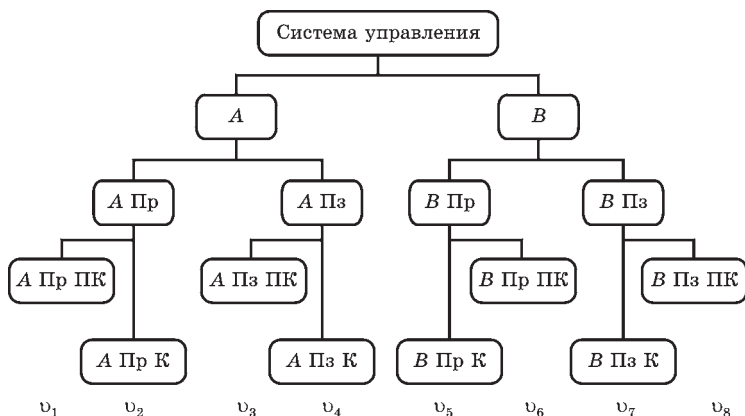 Система управления
A B
A Пр A Пз B Пр B Пз
A Пр ПК A Пз ПК B Пр ПК B Пз ПК
A Пр К A Пз К B Пр К B Пз К
υ₁ υ₂ υ₃ υ₄ υ₅ υ₆ υ₇ υ₈